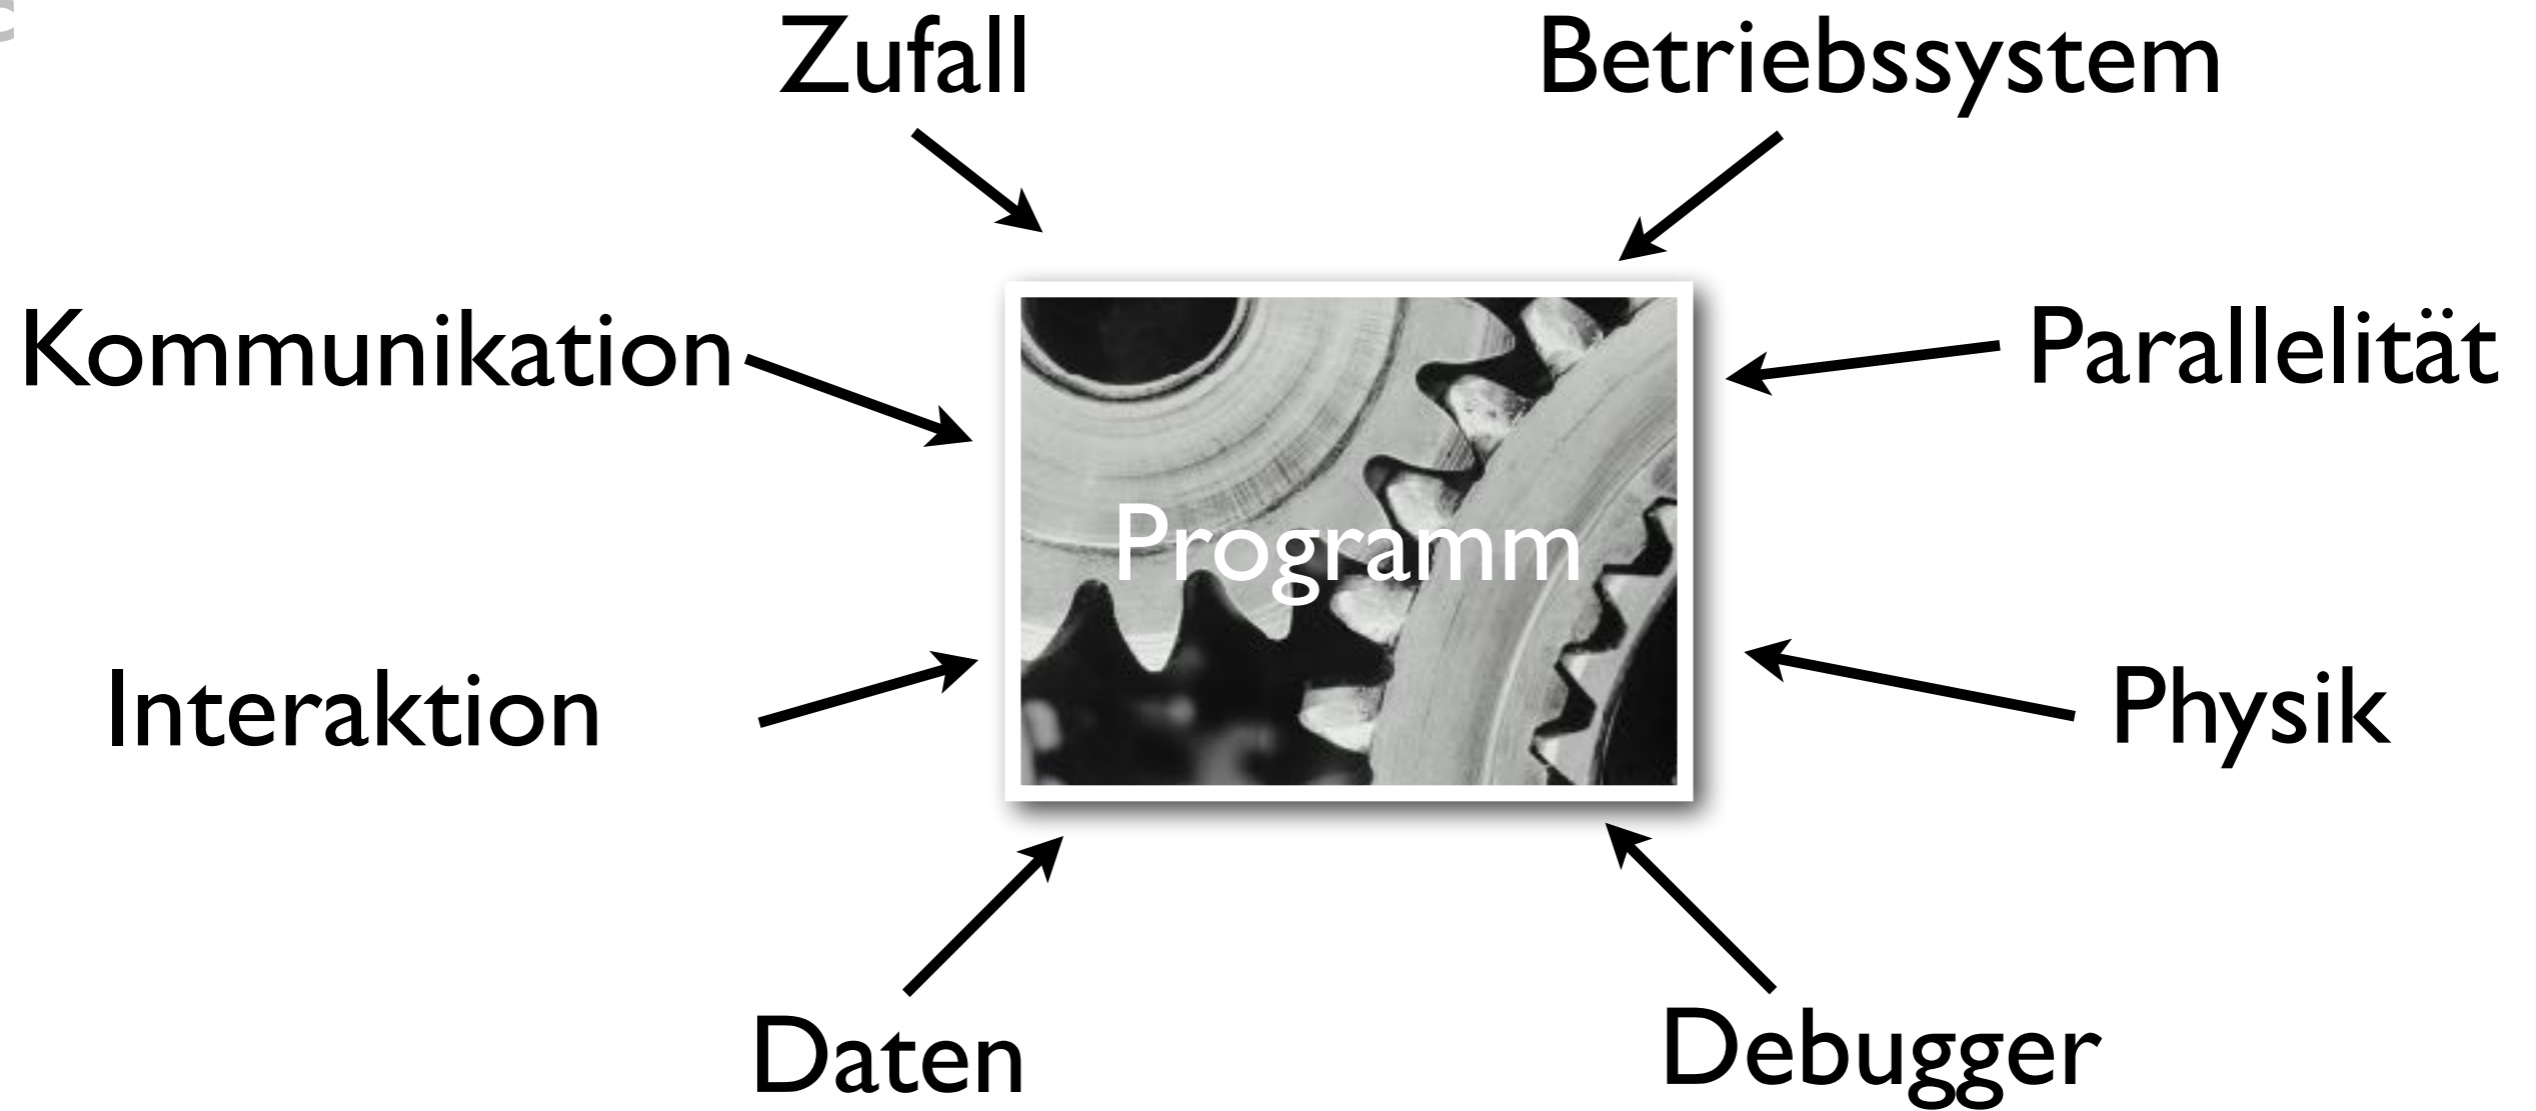 Zufall
Betriebssystem
Kommunikation
Parallelität
Programm
Interaktion
Physik
Daten
Debugger